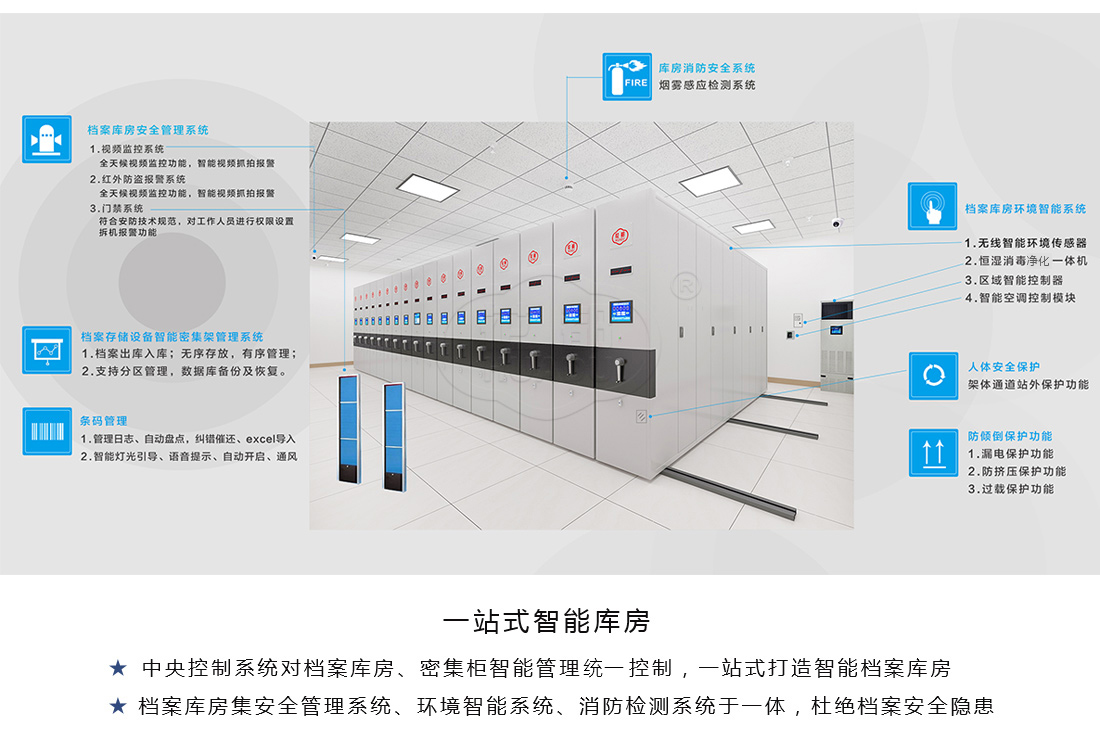 库房消防安全系统
烟雾感应检测系统
FIRE
档案库房安全管理系统
1.视频监控系统
全天候视频监控功能，智能视频抓拍报警
2.红外防盗报警系统
全天候视频监控功能，智能视频抓拍报警
3.门禁系统
符合安防技术规范，对工作人员进行权限设置
拆机报警功能
档案存储设备智能密集架管理系统
1.档案出库入库；无序存放，有序管理；
2.支持分区管理，数据库备份及恢复。
条码管理
1.管理日志、自动盘点，纠错催还、excel导入
2.智能灯光引导、语音提示、自动开启、通风
档案库房环境智能系统
1.无线智能环境传感器
2.恒湿消毒净化一体机
3.区域智能控制器
4.智能空调控制模块
人体安全保护
架体通道站外保护功能
防倾倒保护功能
1.漏电保护功能
2.防挤压保护功能
3.过载保护功能
®
一站式智能库房
★ 中央控制系统对档案库房、密集柜智能管理统一控制，一站式打造智能档案库房
★ 档案库房集安全管理系统、环境智能系统、消防检测系统于一体，杜绝档案安全隐患